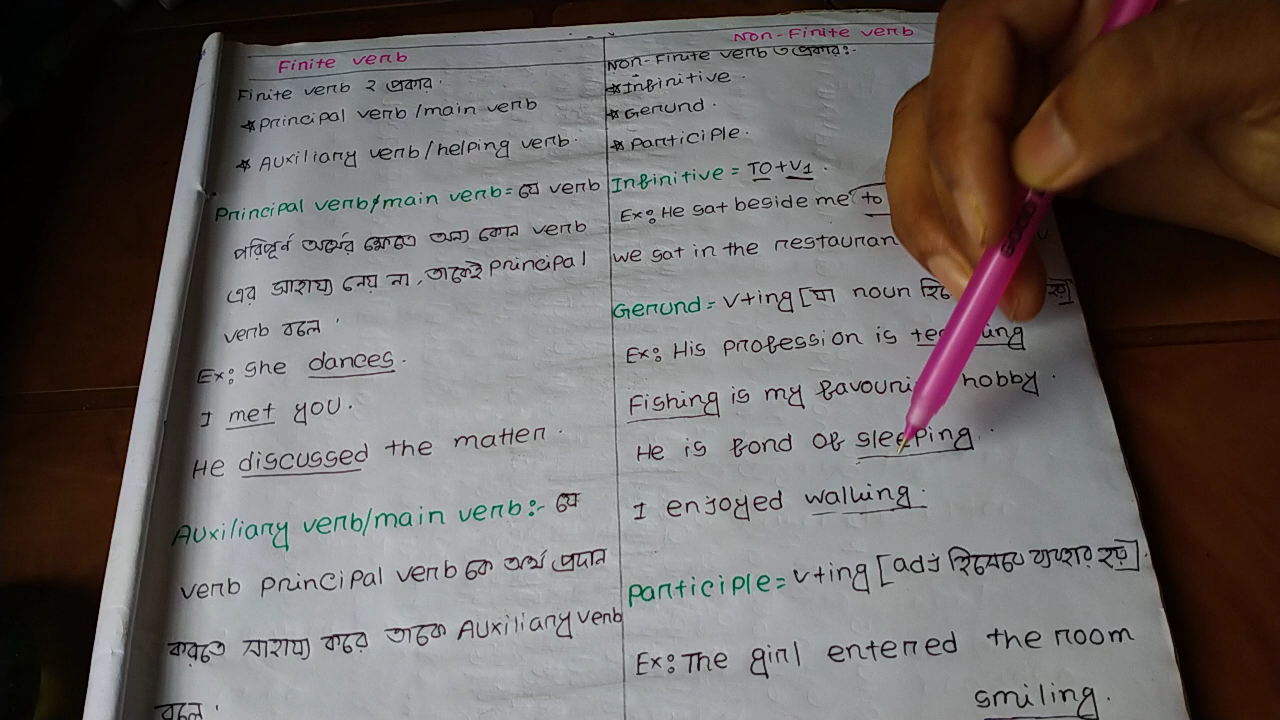 Finite verb
Finite verb ২ প্রকার.
*Principal verb/main verb
* Auxiliary verb/helping verb.
Principal verb/main verb= যে verb
পরিপূর্ণ অর্থের ক্ষেত্রে অন্য কোন verb
এর সাহায্য নেয় না, তাকেই principal
verb বলে.
Ex: She dances.
I met you.
He discussed the matter.
Auxiliary verb/main verb:- যে
verb principal verb কে অর্থ প্রদান
করতে সাহায্য করে তাকে Auxiliary verb
বলে.
Non-Finite verb
Non-Finite verb ৩ প্রকার:-
*Infinitive.
* Gerund.
* Participle.
Infinitive = To+V1.
Ex: He sat beside me to
we sat in the
Gerund = v+ing [যা noun
Ex: His profession is
Fishing is my hobby.
He is fond of sleeping.
I enjoyed walking.
Participle= v+ing [adj হিসেবে ব্যবহার হয়].
Ex: The girl entered the room
smiling.